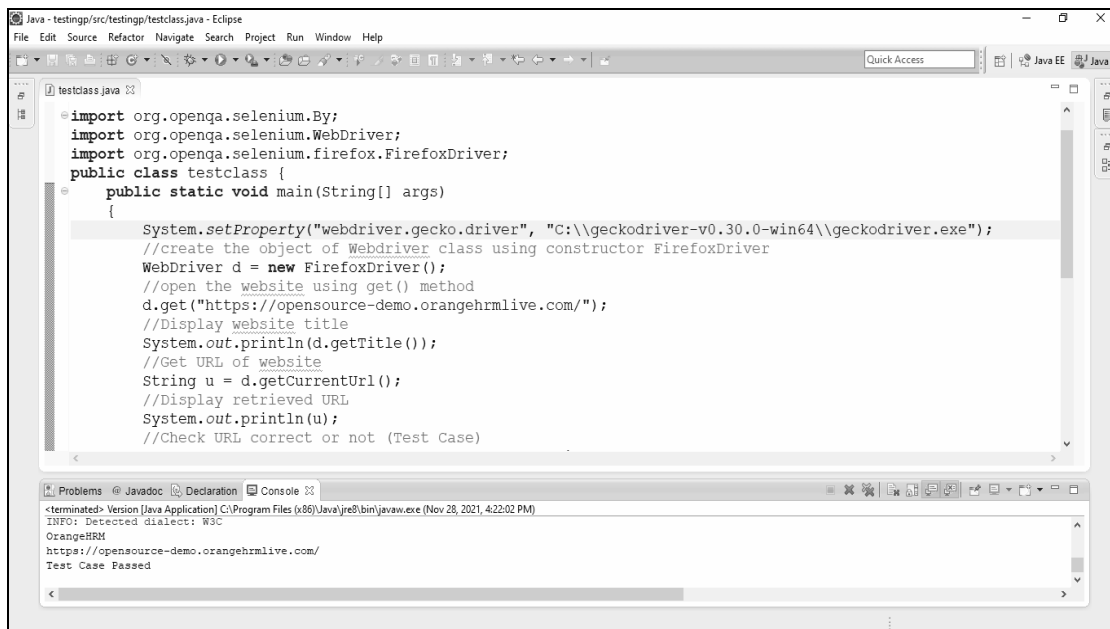 Java - testingp/src/testingp/testclass.java - Eclipse
File Edit Source Refactor Navigate Search Project Run Window Help
Quick Access
Java EE
Java
testclass.java
import org.openqa.selenium.By;
import org.openqa.selenium.WebDriver;
import org.openqa.selenium.firefox.FirefoxDriver;
public class testclass {
public static void main(String[] args)
{
System.setProperty("webdriver.gecko.driver", "C:\\geckodriver-v0.30.0-win64\\geckodriver.exe");
//create the object of Webdriver class using constructor FirefoxDriver
WebDriver d = new FirefoxDriver();
//open the website using get() method
d.get("https://opensource-demo.orangehrmlive.com/");
//Display website title
System.out.println(d.getTitle());
//Get URL of website
String u = d.getCurrentUrl();
//Display retrieved URL
System.out.println(u);
//Check URL correct or not (Test Case)
Problems @ Javadoc Declaration Console
<terminated> Version [Java Application] C:\Program Files (x86)\Java\jre8\bin\javaw.exe (Nov 28, 2021, 4:22:02 PM)
INFO: Detected dialect: W3C
OrangeHRM
https://opensource-demo.orangehrmlive.com/
Test Case Passed